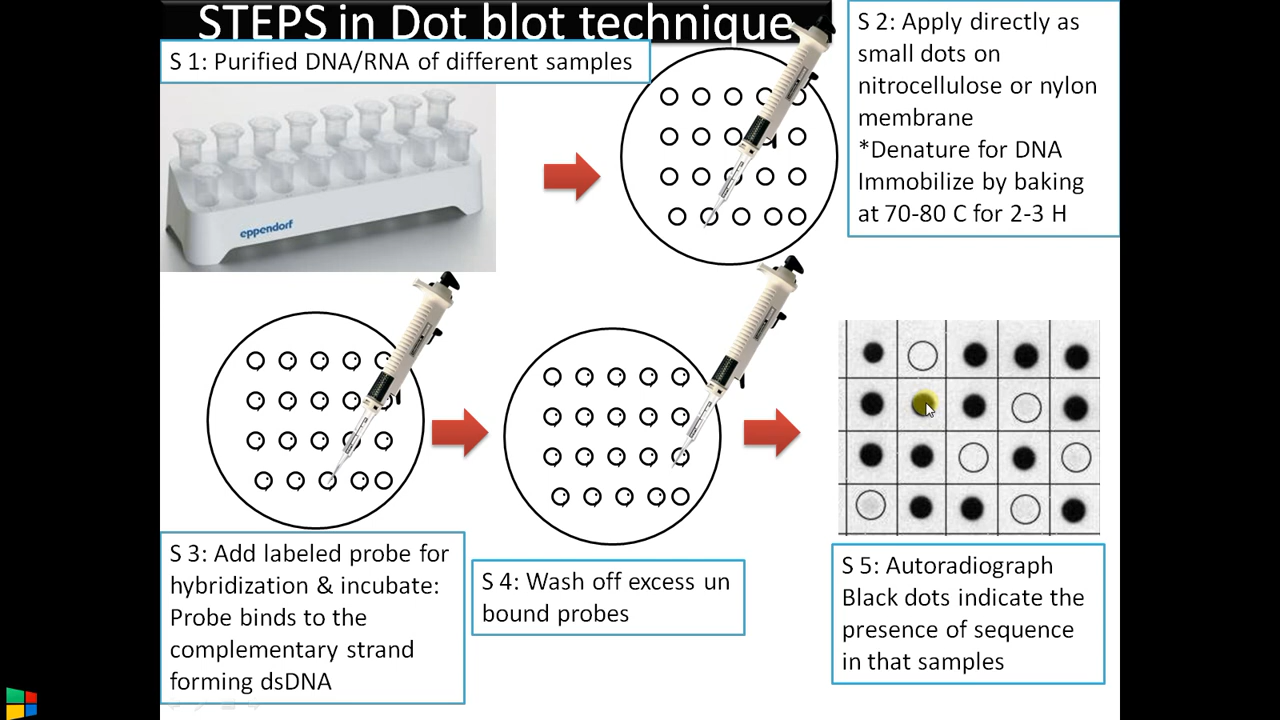 STEPS in Dot blot technique
S 1: Purified DNA/RNA of different samples
eppendorf
S 2: Apply directly as
small dots on
nitrocellulose or nylon
membrane
*Denature for DNA
Immobilize by baking
at 70-80 C for 2-3 H
S 3: Add labeled probe for
hybridization & incubate:
Probe binds to the
complementary strand
forming dsDNA
S 4: Wash off excess un
bound probes
S 5: Autoradiograph
Black dots indicate the
presence of sequence
in that samples